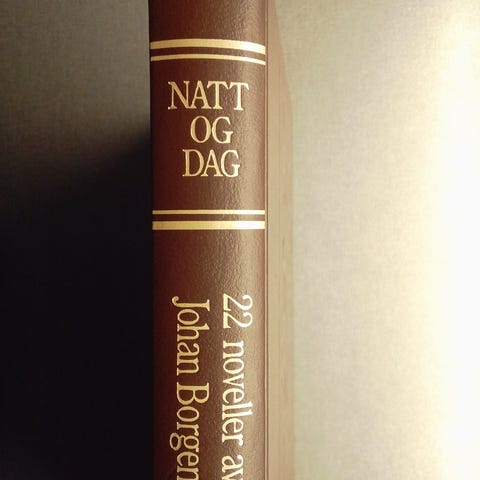 NATT
OG
DAG
22 noveller av
Johan Borgen